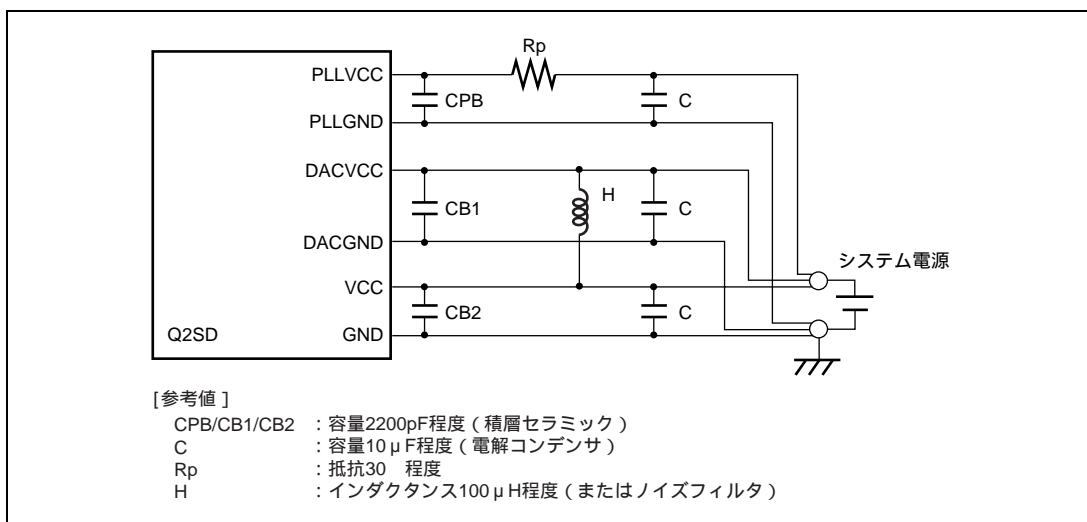 Rp
PLLVCC
CPB
C
PLLGND
DACVCC
H
CB1
C
DACGND
システム電源
VCC
CB2
C
Q2SD
GND
[参考値]
CPB/CB1/CB2 :容量2200pF程度(積層セラミック)
C :容量10μF程度(電解コンデンサ)
Rp :抵抗30 程度
H :インダクタンス100μH程度(またはノイズフィルタ)